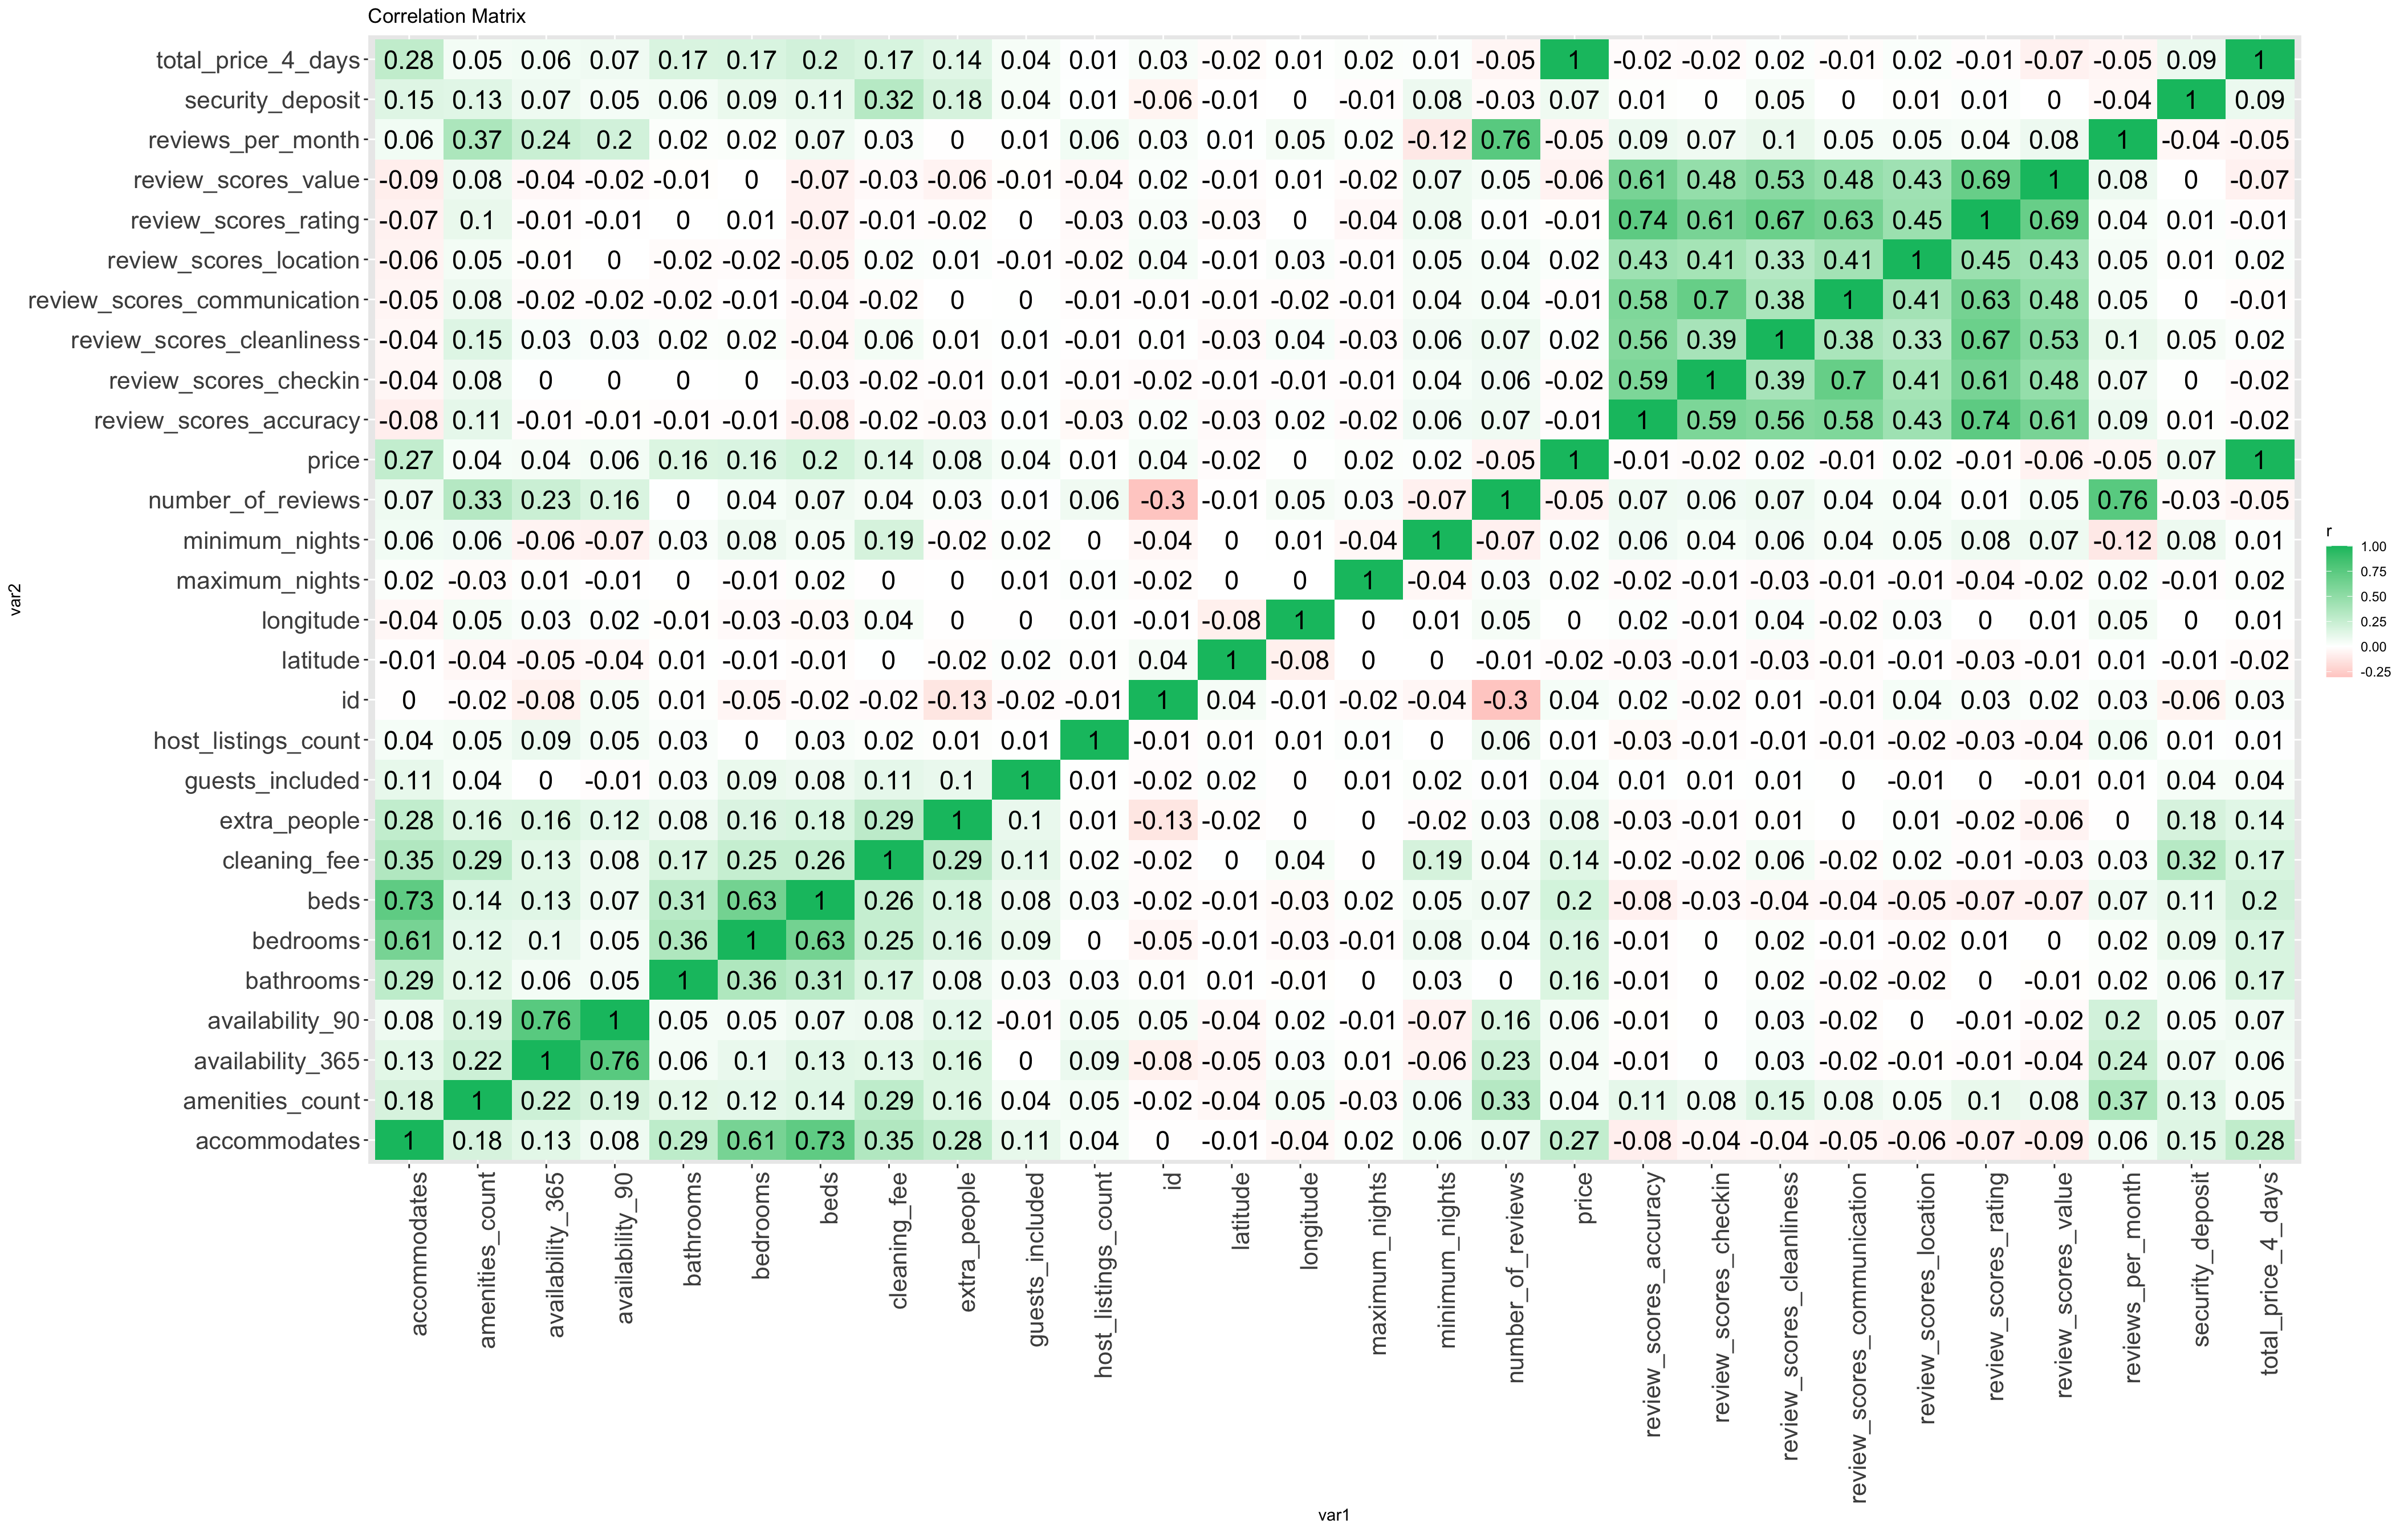 Correlation Matrix
total_price_4_days 0.28 0.05 0.06 0.07 0.17 0.17 0.2 0.17 0.14 0.04 0.01 0.03 -0.02 0.01 0.02 0.01 -0.05 1 -0.02 -0.02 0.02 -0.01 0.02 -0.01 -0.07 -0.05 0.09 1
security_deposit 0.15 0.13 0.07 0.05 0.06 0.09 0.11 0.32 0.18 0.04 0.01 -0.06 -0.01 0 -0.01 0.08 -0.03 0.07 0.01 0 0.05 0 0.01 0.01 0 -0.04 1 0.09
reviews_per_month 0.06 0.37 0.24 0.2 0.02 0.02 0.07 0.03 0 0.01 0.06 0.03 0.01 0.05 0.02 -0.12 0.76 -0.05 0.09 0.07 0.1 0.05 0.05 0.04 0.08 1 -0.04 -0.05
review_scores_value -0.09 0.08 -0.04 -0.02 -0.01 0 -0.07 -0.03 -0.06 -0.01 -0.04 0.02 -0.01 0.01 -0.02 0.07 0.05 -0.06 0.61 0.48 0.53 0.48 0.43 0.69 1 0.08 0 -0.07
review_scores_rating -0.07 0.1 -0.01 -0.01 0 0.01 -0.07 -0.01 -0.02 0 -0.03 0.03 -0.03 0 -0.04 0.08 0.01 -0.01 0.74 0.61 0.67 0.63 0.45 1 0.69 0.04 0.01 -0.01
review_scores_location -0.06 0.05 -0.01 0 -0.02 -0.02 -0.05 0.02 0.01 -0.01 -0.02 0.04 -0.01 0.03 -0.01 0.05 0.04 0.02 0.43 0.41 0.33 0.41 1 0.45 0.43 0.05 0.01 0.02
review_scores_communication -0.05 0.08 -0.02 -0.02 -0.02 -0.01 -0.04 -0.02 0 0 -0.01 -0.01 -0.01 -0.02 -0.01 0.04 0.04 -0.01 0.58 0.7 0.38 1 0.41 0.63 0.48 0.05 0 -0.01
review_scores_cleanliness -0.04 0.15 0.03 0.03 0.02 0.02 -0.04 0.06 0.01 0.01 -0.01 0.01 -0.03 0.04 -0.03 0.06 0.07 0.02 0.56 0.39 1 0.38 0.33 0.67 0.53 0.1 0.05 0.02
review_scores_checkin -0.04 0.08 0 0 0 0 -0.03 -0.02 -0.01 0.01 -0.01 -0.02 -0.01 -0.01 -0.01 0.04 0.06 -0.02 0.59 1 0.39 0.7 0.41 0.61 0.48 0.07 0 -0.02
review_scores_accuracy -0.08 0.11 -0.01 -0.01 -0.01 -0.01 -0.08 -0.02 -0.03 0.01 -0.03 0.02 -0.03 0.02 -0.02 0.06 0.07 -0.01 1 0.59 0.56 0.58 0.43 0.74 0.61 0.09 0.01 -0.02
price 0.27 0.04 0.04 0.06 0.16 0.16 0.2 0.14 0.08 0.04 0.01 0.04 -0.02 0 0.02 0.02 -0.05 1 -0.01 -0.02 0.02 -0.01 0.02 -0.01 -0.06 -0.05 0.07 1
number_of_reviews 0.07 0.33 0.23 0.16 0 0.04 0.07 0.04 0.03 0.01 0.06 -0.3 -0.01 0.05 0.03 -0.07 1 -0.05 0.07 0.06 0.07 0.04 0.04 0.01 0.05 0.76 -0.03 -0.05
minimum_nights 0.06 0.06 -0.06 -0.07 0.03 0.08 0.05 0.19 -0.02 0.02 0 -0.04 0 0.01 -0.04 1 -0.07 0.02 0.06 0.04 0.06 0.04 0.05 0.08 0.07 -0.12 0.08 0.01
maximum_nights 0.02 -0.03 0.01 -0.01 0 -0.01 0.02 0 0 0.01 0.01 -0.02 0 0 1 -0.04 0.03 0.02 -0.02 -0.01 -0.03 -0.01 -0.01 -0.04 -0.02 0.02 -0.01 0.02
longitude -0.04 0.05 0.03 0.02 -0.01 -0.03 -0.03 0.04 0 0 0.01 -0.01 -0.08 1 0 0.01 0.05 0 0.02 -0.01 0.04 -0.02 0.03 0 0.01 0.05 0 0.01
latitude -0.01 -0.04 -0.05 -0.04 0.01 -0.01 -0.01 0 -0.02 0.02 0.01 0.04 1 -0.08 0 0 -0.01 -0.02 -0.03 -0.01 -0.03 -0.01 -0.01 -0.03 -0.01 0.01 -0.01 -0.02
id 0 -0.02 -0.08 0.05 0.01 -0.05 -0.02 -0.02 -0.13 -0.02 -0.01 1 0.04 -0.01 -0.02 -0.04 -0.3 0.04 0.02 -0.02 0.01 -0.01 0.04 0.03 0.02 0.03 -0.06 0.03
host_listings_count 0.04 0.05 0.09 0.05 0.03 0 0.03 0.02 0.01 0.01 1 -0.01 0.01 0.01 0.01 0 0.06 0.01 -0.03 -0.01 -0.01 -0.01 -0.02 -0.03 -0.04 0.06 0.01 0.01
guests_included 0.11 0.04 0 -0.01 0.03 0.09 0.08 0.11 0.1 1 0.01 -0.02 0.02 0 0.01 0.02 0.01 0.04 0.01 0.01 0.01 0 -0.01 0 -0.01 0.01 0.04 0.04
extra_people 0.28 0.16 0.16 0.12 0.08 0.16 0.18 0.29 1 0.1 0.01 -0.13 -0.02 0 0 -0.02 0.03 0.08 -0.03 -0.01 0.01 0 0.01 -0.02 -0.06 0 0.18 0.14
cleaning_fee 0.35 0.29 0.13 0.08 0.17 0.25 0.26 1 0.29 0.11 0.02 -0.02 0 0.04 0 0.19 0.04 0.14 -0.02 -0.02 0.06 -0.02 0.02 -0.01 -0.03 0.03 0.32 0.17
beds 0.73 0.14 0.13 0.07 0.31 0.63 1 0.26 0.18 0.08 0.03 -0.02 -0.01 -0.03 0.02 0.05 0.07 0.2 -0.08 -0.03 -0.04 -0.04 -0.05 -0.07 -0.07 0.07 0.11 0.2
bedrooms 0.61 0.12 0.1 0.05 0.36 1 0.63 0.25 0.16 0.09 0 -0.05 -0.01 -0.03 -0.01 0.08 0.04 0.16 -0.01 0 0.02 -0.01 -0.02 0.01 0 0.02 0.09 0.17
bathrooms 0.29 0.12 0.06 0.05 1 0.36 0.31 0.17 0.08 0.03 0.03 0.01 0.01 -0.01 0 0.03 0 0.16 -0.01 0 0.02 -0.02 -0.02 0 -0.01 0.02 0.06 0.17
availability_90 0.08 0.19 0.76 1 0.05 0.05 0.07 0.08 0.12 -0.01 0.05 0.05 -0.04 0.02 -0.01 -0.07 0.16 0.06 -0.01 0 0.03 -0.02 0 -0.01 -0.02 0.2 0.05 0.07
availability_365 0.13 0.22 1 0.76 0.06 0.1 0.13 0.13 0.16 0 0.09 -0.08 -0.05 0.03 0.01 -0.06 0.23 0.04 -0.01 0 0.03 -0.02 -0.01 -0.01 -0.04 0.24 0.07 0.06
amenities_count 0.18 1 0.22 0.19 0.12 0.12 0.14 0.29 0.16 0.04 0.05 -0.02 -0.04 0.05 -0.03 0.06 0.33 0.04 0.11 0.08 0.15 0.08 0.05 0.1 0.08 0.37 0.13 0.05
accommodates 1 0.18 0.13 0.08 0.29 0.61 0.73 0.35 0.28 0.11 0.04 0 -0.01 -0.04 0.02 0.06 0.07 0.27 -0.08 -0.04 -0.04 -0.05 -0.06 -0.07 -0.09 0.06 0.15 0.28
accommodates
amenities_count
availability_365
availability_90
bathrooms
bedrooms
beds
cleaning_fee
extra_people
guests_included
host_listings_count
id
latitude
longitude
maximum_nights
minimum_nights
number_of_reviews
price
review_scores_accuracy
review_scores_checkin
review_scores_cleanliness
review_scores_communication
review_scores_location
review_scores_rating
review_scores_value
reviews_per_month
security_deposit
total_price_4_days
var1
var2
r
1.00
0.75
0.50
0.25
0.00
-0.25